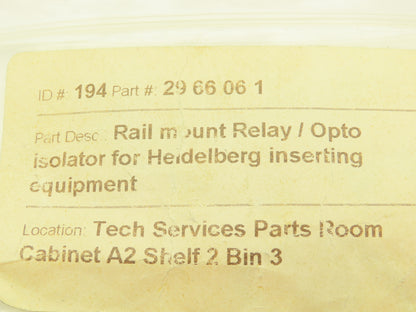 ID #: 194 Part #: 29 66 06 1
Part Desc.: Rail mount Relay / Opto
isolator for Heidelberg inserting
equipment
Location: Tech Services Parts Room
Cabinet A2 Shelf 2 Bin 3